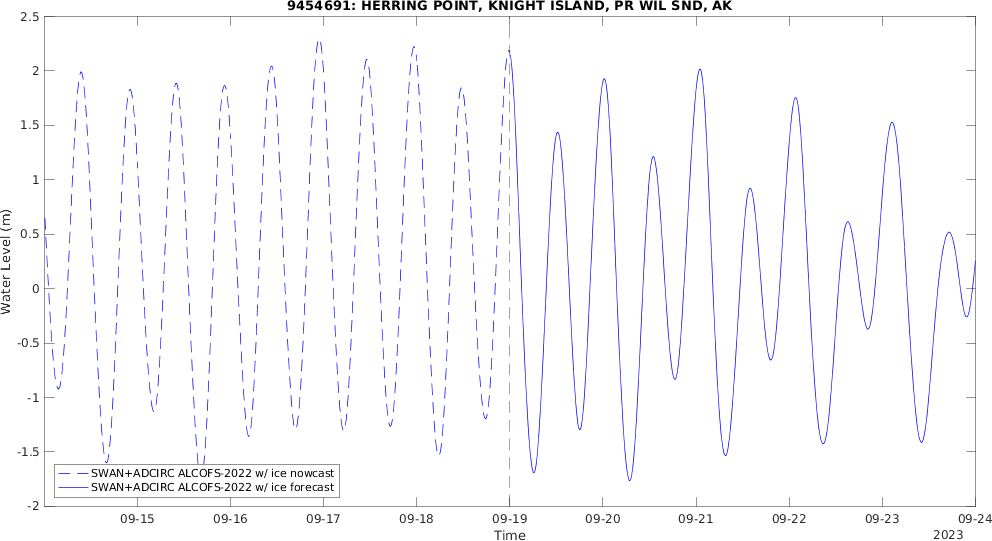 9454691: HERRING POINT, KNIGHT ISLAND, PR WIL SND, AK
2.5
2
1.5
1
0.5
0
-0.5
-1
-1.5
-2
Water Level (m)
SWAN+ADCIRC ALCOFS-2022 w/ ice nowcast
SWAN+ADCIRC ALCOFS-2022 w/ ice forecast
09-15 09-16 09-17 09-18 09-19 09-20 09-21 09-22 09-23 09-24
Time
2023